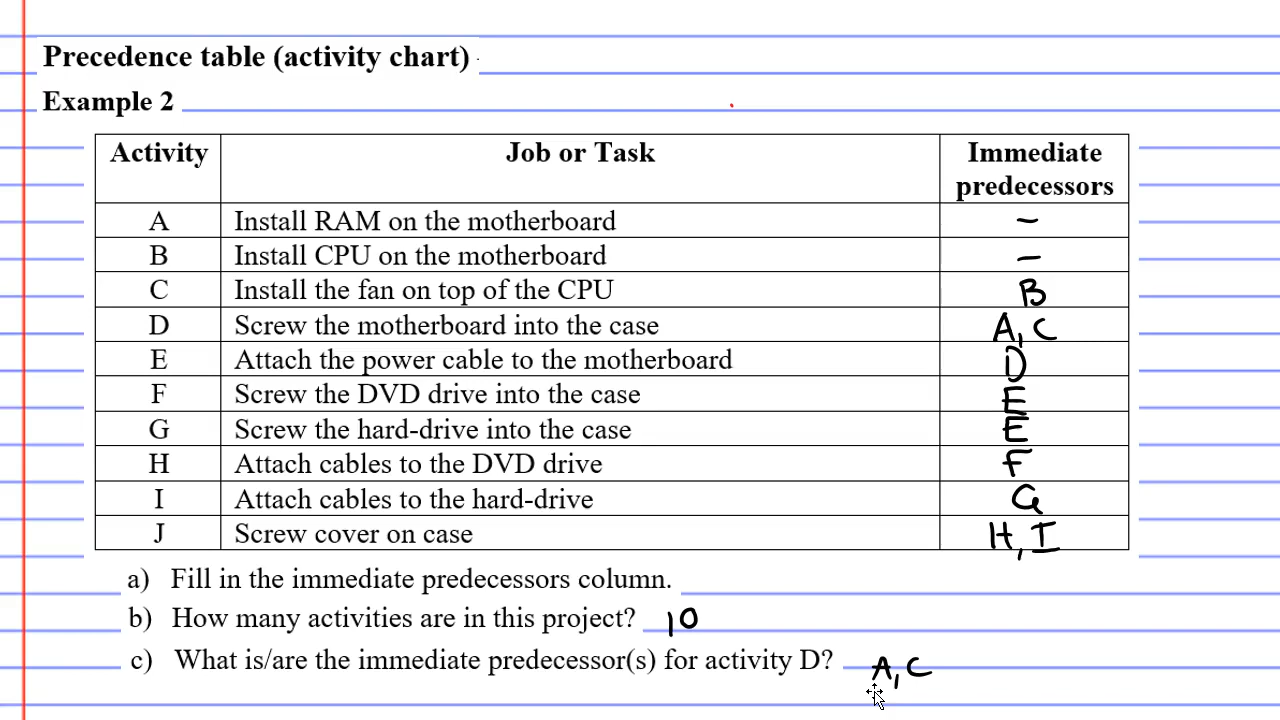 Precedence table (activity chart)
Example 2
Activity Job or Task Immediate predecessors
A Install RAM on the motherboard –
B Install CPU on the motherboard –
C Install the fan on top of the CPU B
D Screw the motherboard into the case A, C
E Attach the power cable to the motherboard D
F Screw the DVD drive into the case E
G Screw the hard-drive into the case E
H Attach cables to the DVD drive F
I Attach cables to the hard-drive G
J Screw cover on case H, I
a) Fill in the immediate predecessors column.
b) How many activities are in this project? 10
c) What is/are the immediate predecessor(s) for activity D? A, C